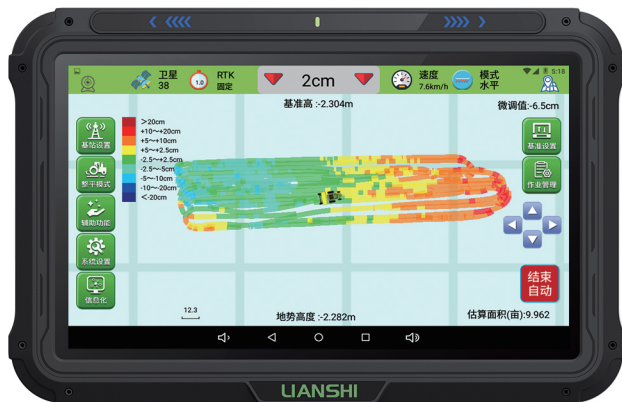 卫星
38
1.0
RTK
固定
2cm
速度
7.6km/h
模式
水平
5:18
基准高 :-2.304m
微调值:-6.5cm
>20cm
+10~+20cm
+5~+10cm
+5~+2.5cm
-2.5~+2.5cm
-2.5~-5cm
-5~-10cm
-10~-20cm
<-20cm
基站设置
整平模式
辅助功能
系统设置
信息化
基准设置
作业管理
结束
自动
12.3
地势高度 :-2.282m
估算面积(亩):9.962
LIANSHI